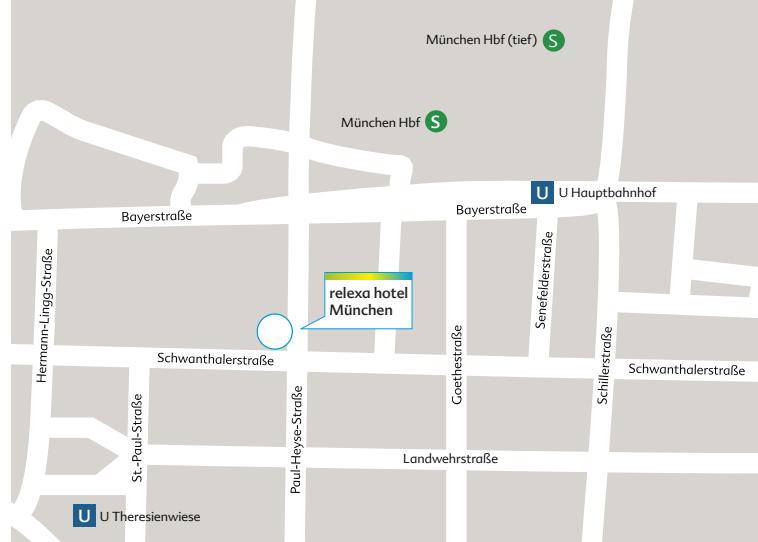 München Hbf (tief) S
München Hbf S
U U Hauptbahnhof
Bayerstraße
Bayerstraße
Hermann-Lingg-Straße
Senefelderstraße
relexa hotel
München
Schwanthalerstraße
Goethestraße
Schillerstraße
Schwanthalerstraße
St.-Paul-Straße
Paul-Heyse-Straße
Landwehrstraße
U U Theresienwiese